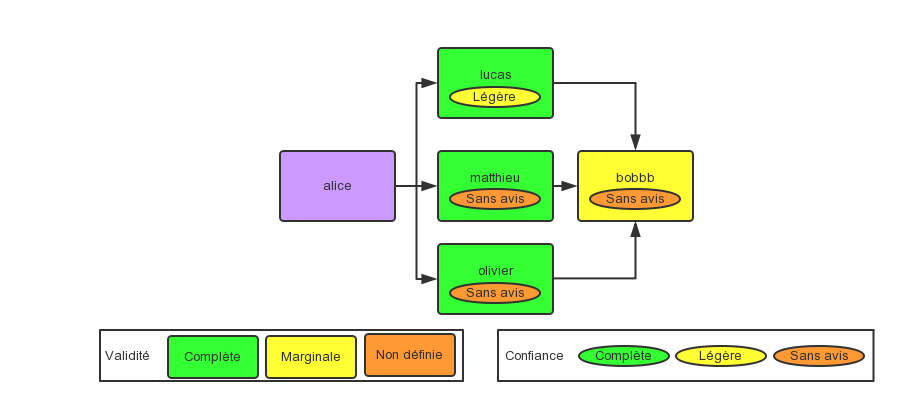 lucas
Légère
alice
matthieu
Sans avis
bobbb
Sans avis
olivier
Sans avis
Validité
Complète
Marginale
Non définie
Confiance
Complète
Légère
Sans avis